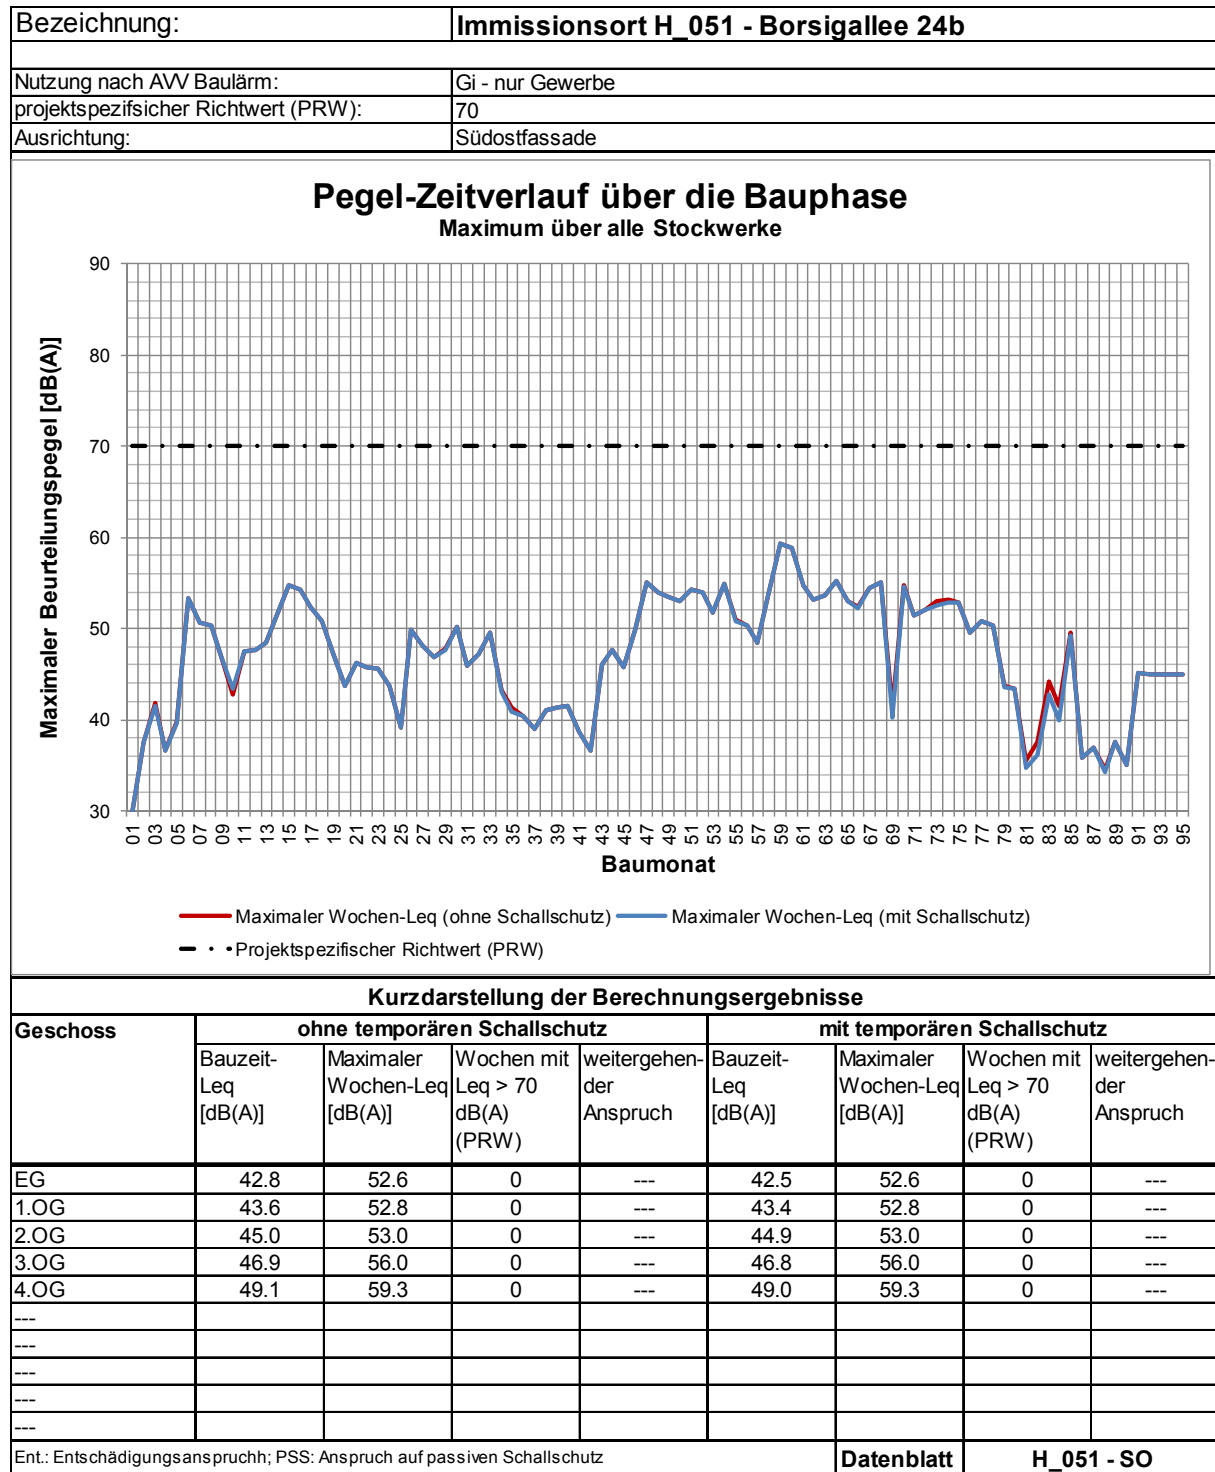 Bezeichnung: Immissionsort H_051 - Borsigallee 24b
Nutzung nach AVV Baulärm: Gi - nur Gewerbe
projektspezifsicher Richtwert (PRW): 70
Ausrichtung: Südostfassade
Pegel-Zeitverlauf über die Bauphase
Maximum über alle Stockwerke
Maximaler Beurteilungspegel [dB(A)]
90
80
70
60
50
40
30
01 03 05 07 09 11 13 15 17 19 21 23 25 27 29 31 33 35 37 39 41 43 45 47 49 51 53 55 57 59 61 63 65 67 69 71 73 75 77 79 81 83 85 87 89 91 93 95
Baumonat
Maximaler Wochen-Leq (ohne Schallschutz) Maximaler Wochen-Leq (mit Schallschutz)
Projektspezifischer Richtwert (PRW)
Kurzdarstellung der Berechnungsergebnisse
Geschoss ohne temporären Schallschutz mit temporären Schallschutz
Bauzeit- Maximaler Wochen mit weitergehen- Bauzeit- Maximaler Wochen mit weitergehen-
Leq Wochen-Leq Leq > 70 der Leq Wochen-Leq Leq > 70 der
[dB(A)] [dB(A)] dB(A) Anspruch [dB(A)] [dB(A)] dB(A) Anspruch
(PRW) (PRW)
EG 42.8 52.6 0 --- 42.5 52.6 0 ---
1.OG 43.6 52.8 0 --- 43.4 52.8 0 ---
2.OG 45.0 53.0 0 --- 44.9 53.0 0 ---
3.OG 46.9 56.0 0 --- 46.8 56.0 0 ---
4.OG 49.1 59.3 0 --- 49.0 59.3 0 ---
---
---
---
---
---
Ent.: Entschädigungsanspruchh; PSS: Anspruch auf passiven Schallschutz Datenblatt H_051 - SO